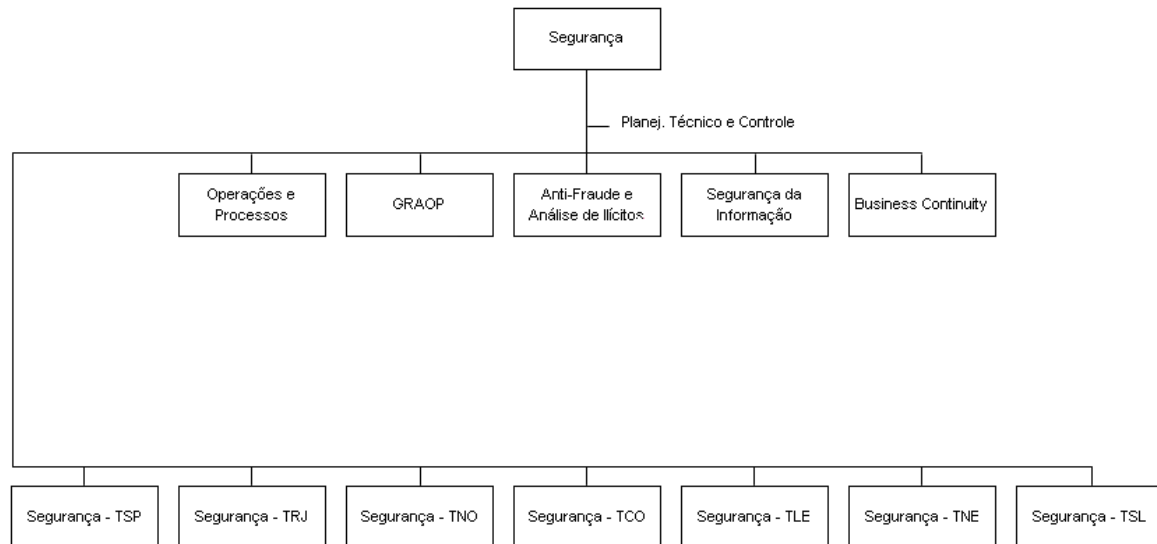 Segurança
Planej. Técnico e Controle
Operações e
Processos
GRAOP
Anti-Fraude e
Análise de Ilícitos
Segurança da
Informação
Business Continuity
Segurança - TSP
Segurança - TRJ
Segurança - TNO
Segurança - TCO
Segurança - TLE
Segurança - TNE
Segurança - TSL